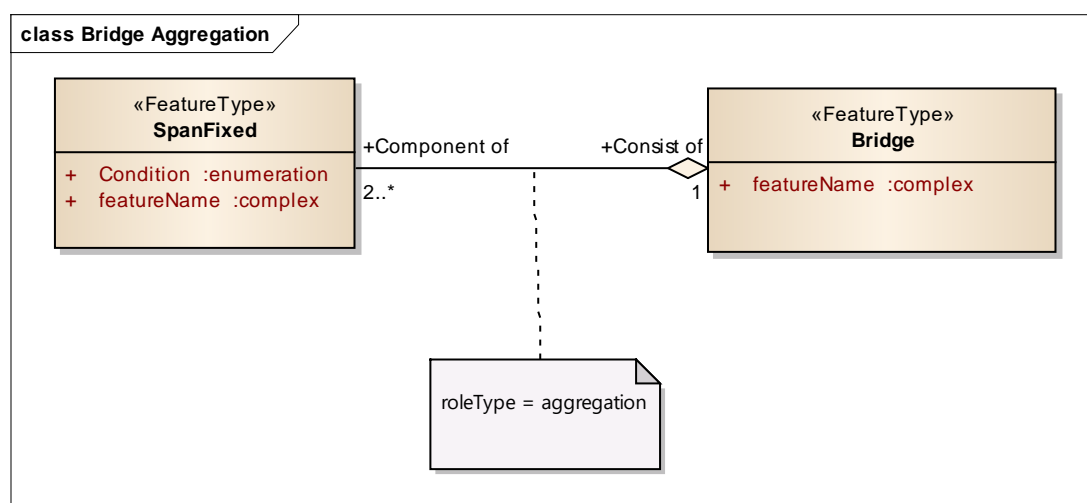 class Bridge Aggregation
«FeatureType»
SpanFixed
+ Condition :enumeration
+ featureName :complex
+Component of
2..*
+Consist of
1
«FeatureType»
Bridge
+ featureName :complex
roleType = aggregation